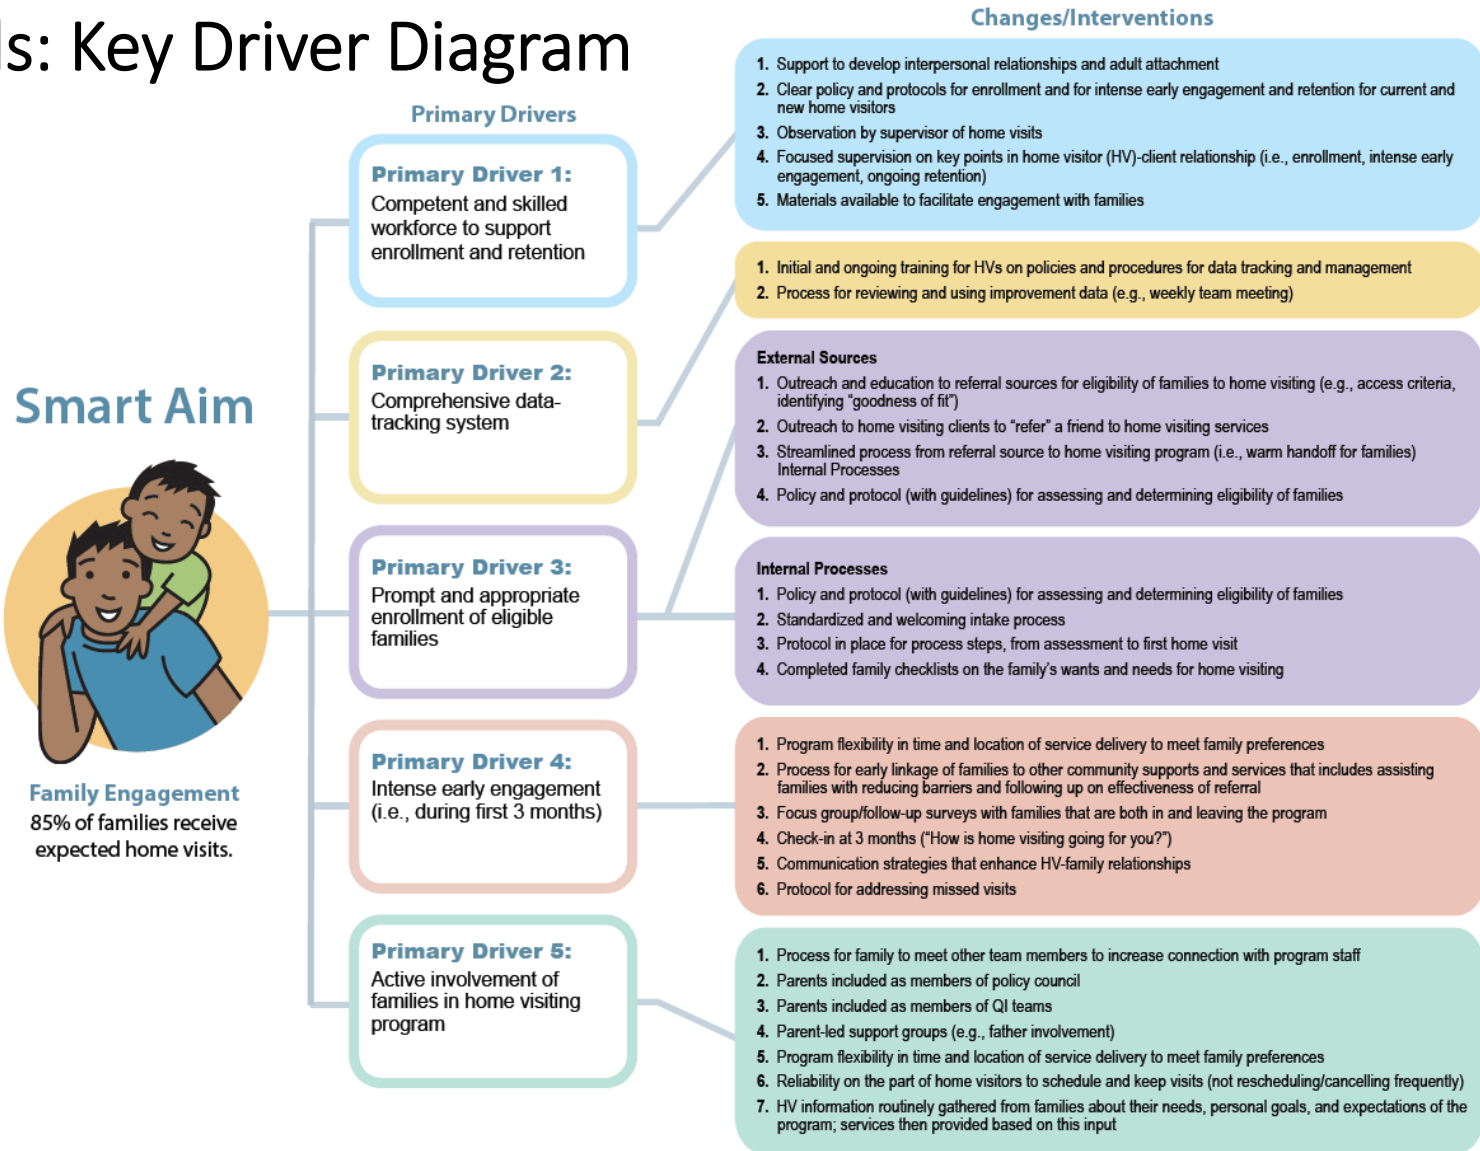 ls: Key Driver Diagram
Changes/Interventions
Primary Drivers
Smart Aim
Family Engagement
85% of families receive
expected home visits.
Primary Driver 1:
Competent and skilled
workforce to support
enrollment and retention
1. Support to develop interpersonal relationships and adult attachment
2. Clear policy and protocols for enrollment and for intense early engagement and retention for current and
new home visitors
3. Observation by supervisor of home visits
4. Focused supervision on key points in home visitor (HV)-client relationship (i.e., enrollment, intense early
engagement, ongoing retention)
5. Materials available to facilitate engagement with families
Primary Driver 2:
Comprehensive data-
tracking system
1. Initial and ongoing training for HVs on policies and procedures for data tracking and management
2. Process for reviewing and using improvement data (e.g., weekly team meeting)
Primary Driver 3:
Prompt and appropriate
enrollment of eligible
families
External Sources
1. Outreach and education to referral sources for eligibility of families to home visiting (e.g., access criteria,
identifying “goodness of fit”)
2. Outreach to home visiting clients to “refer” a friend to home visiting services
3. Streamlined process from referral source to home visiting program (i.e., warm handoff for families)
Internal Processes
4. Policy and protocol (with guidelines) for assessing and determining eligibility of families
Internal Processes
1. Policy and protocol (with guidelines) for assessing and determining eligibility of families
2. Standardized and welcoming intake process
3. Protocol in place for process steps, from assessment to first home visit
4. Completed family checklists on the family’s wants and needs for home visiting
Primary Driver 4:
Intense early engagement
(i.e., during first 3 months)
1. Program flexibility in time and location of service delivery to meet family preferences
2. Process for early linkage of families to other community supports and services that includes assisting
families with reducing barriers and following up on effectiveness of referral
3. Focus group/follow-up surveys with families that are both in and leaving the program
4. Check-in at 3 months (“How is home visiting going for you?”)
5. Communication strategies that enhance HV-family relationships
6. Protocol for addressing missed visits
Primary Driver 5:
Active involvement of
families in home visiting
program
1. Process for family to meet other team members to increase connection with program staff
2. Parents included as members of policy council
3. Parents included as members of QI teams
4. Parent-led support groups (e.g., father involvement)
5. Program flexibility in time and location of service delivery to meet family preferences
6. Reliability on the part of home visitors to schedule and keep visits (not rescheduling/cancelling frequently)
7. HV information routinely gathered from families about their needs, personal goals, and expectations of the
program; services then provided based on this input